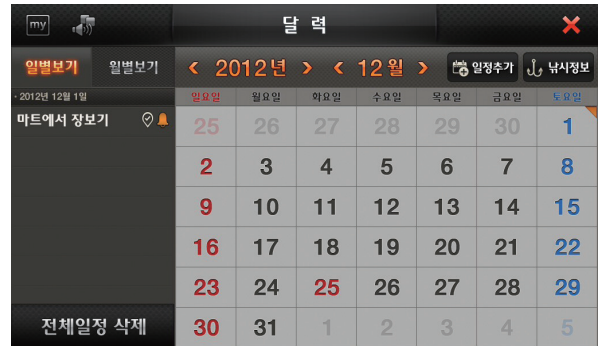 my 달 력
일별보기 월별보기 2012년 12월 일정추가 낚시정보
· 2012년 12월 1일 일요일 월요일 화요일 수요일 목요일 금요일 토요일
마트에서 장보기 25 26 27 28 29 30 1
2 3 4 5 6 7 8
9 10 11 12 13 14 15
16 17 18 19 20 21 22
23 24 25 26 27 28 29
전체일정 삭제 30 31 1 2 3 4 5